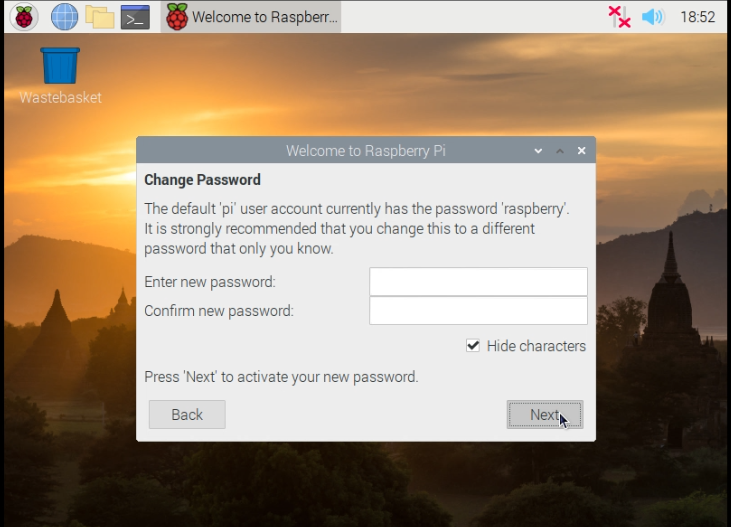 Welcome to Raspberr...
18:52
Wastebasket
Welcome to Raspberry Pi
Change Password
The default 'pi' user account currently has the password 'raspberry'.
It is strongly recommended that you change this to a different
password that only you know.
Enter new password:
Confirm new password:
Hide characters
Press 'Next' to activate your new password.
Back
Next